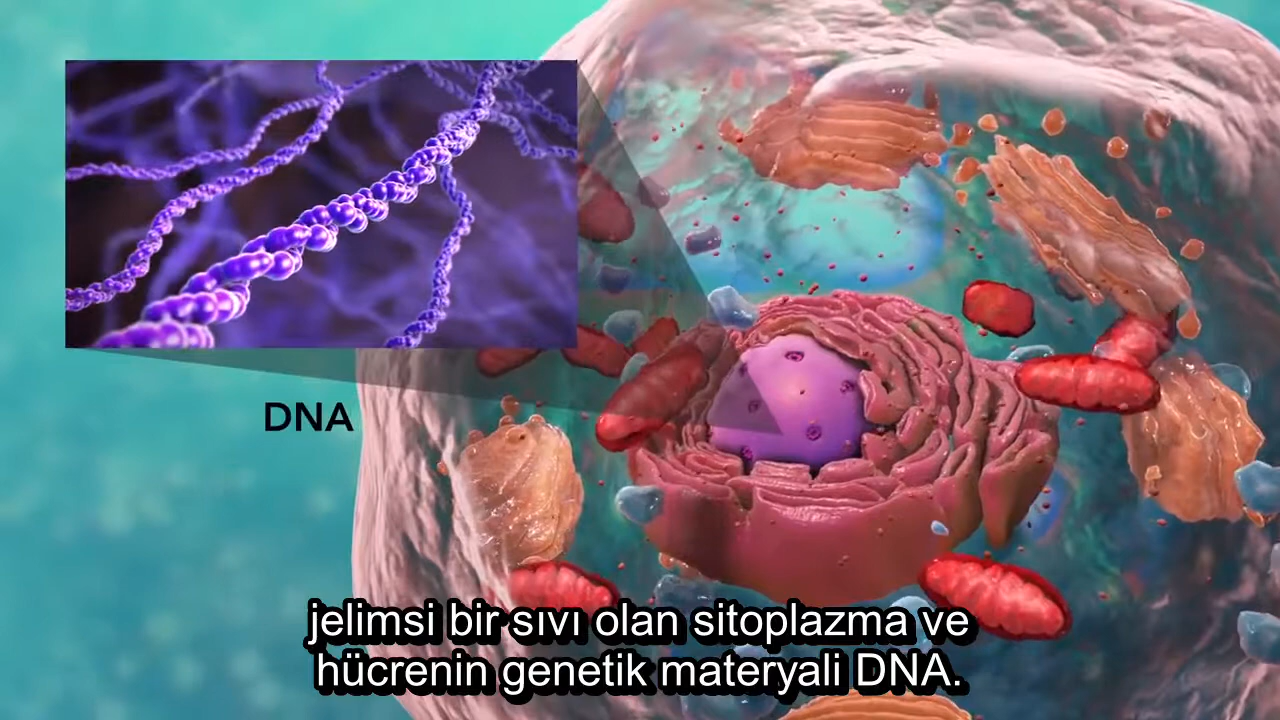 DNA
jelimsi bir sıvı olan sitoplazma ve
hücrenin genetik materyali DNA.